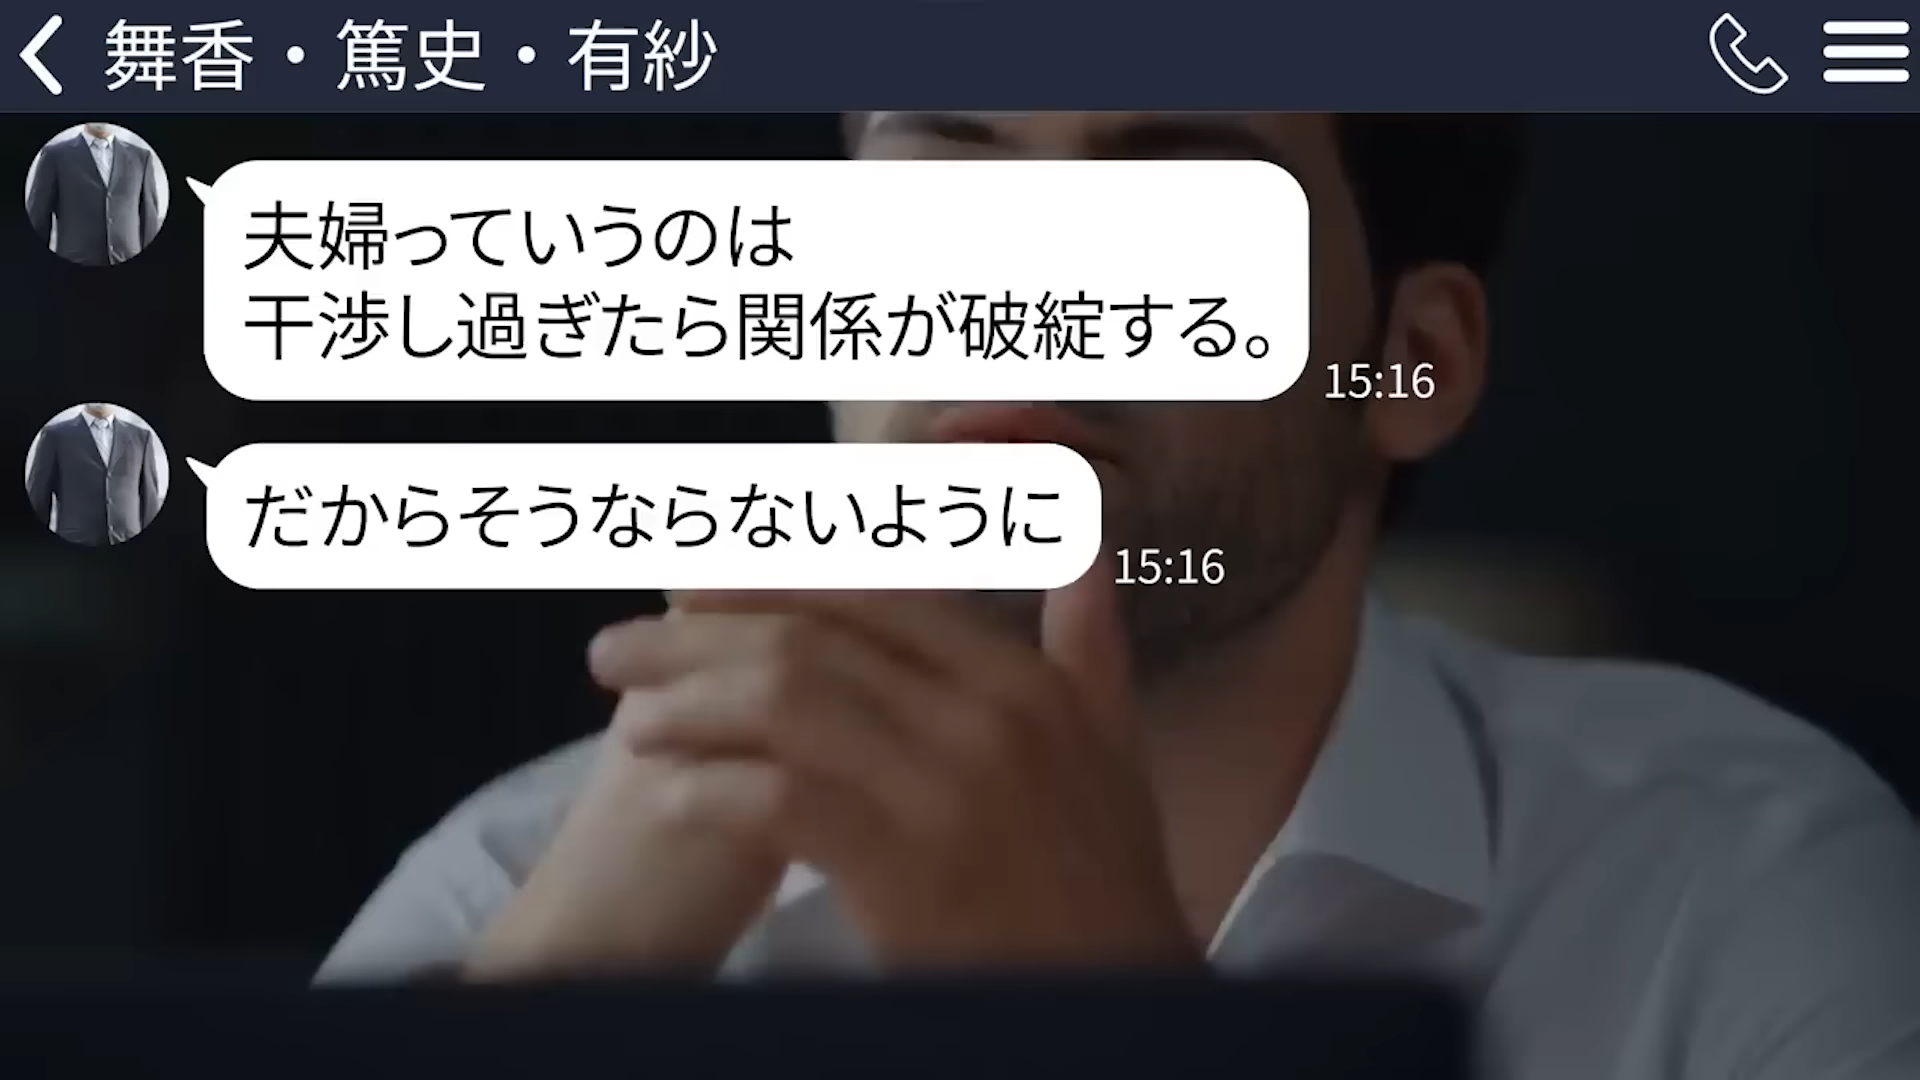 舞香・篤史・有紗
夫婦っていうのは
干渉し過ぎたら関係が破綻する。
15:16
だからそうならないように
15:16